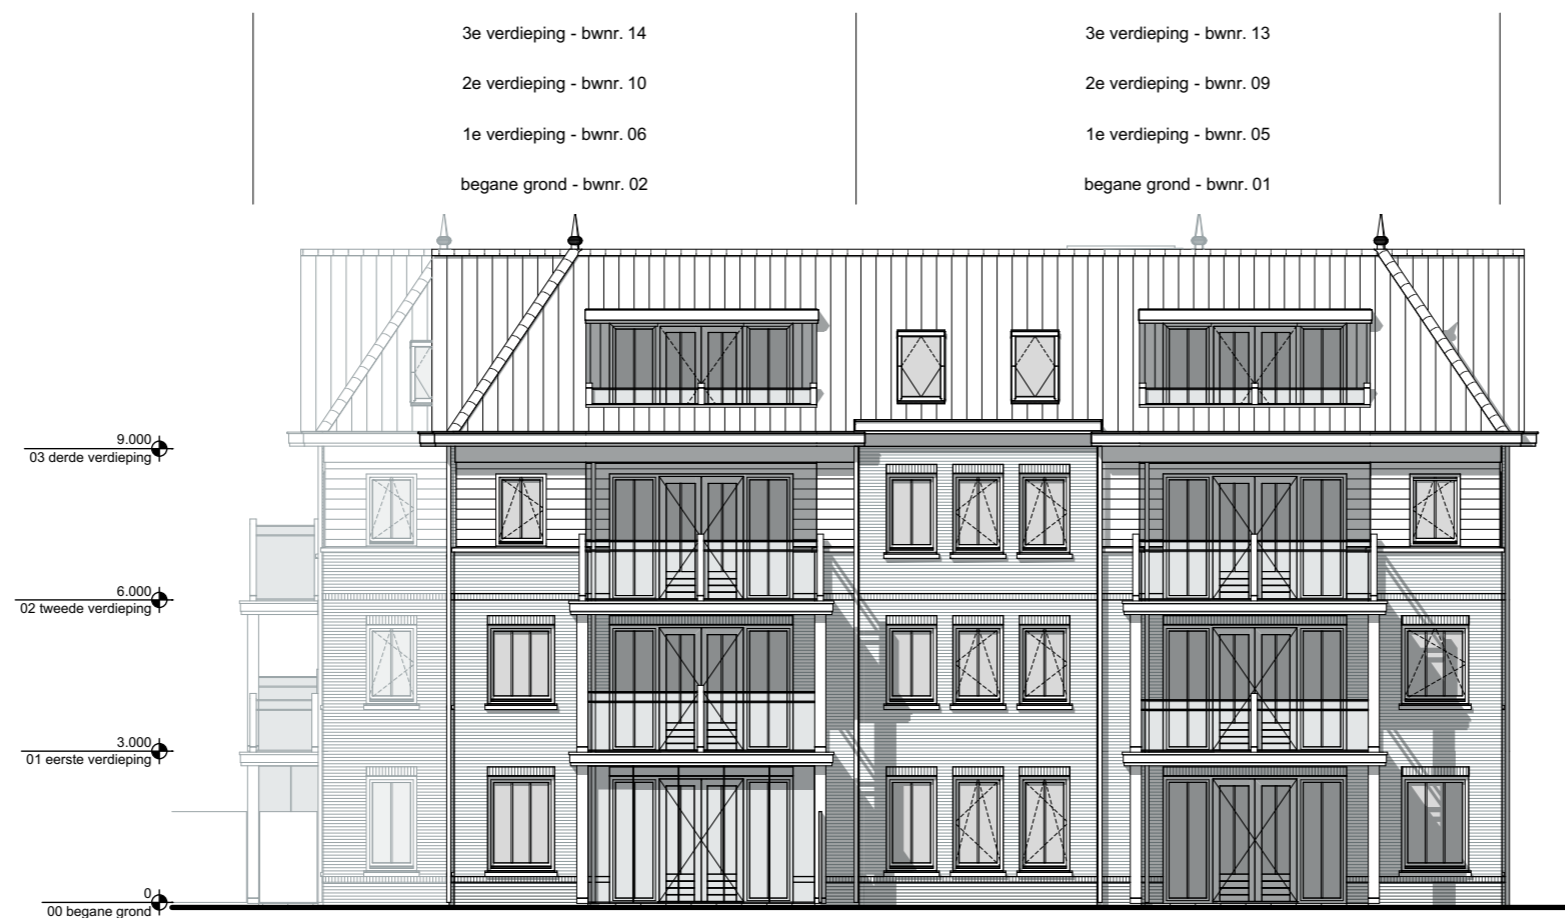 3e verdieping - bwnr. 14
2e verdieping - bwnr. 10
1e verdieping - bwnr. 06
begane grond - bwnr. 02
3e verdieping - bwnr. 13
2e verdieping - bwnr. 09
1e verdieping - bwnr. 05
begane grond - bwnr. 01
9.000
03 derde verdieping
6.000
02 tweede verdieping
3.000
01 eerste verdieping
0
00 begane grond